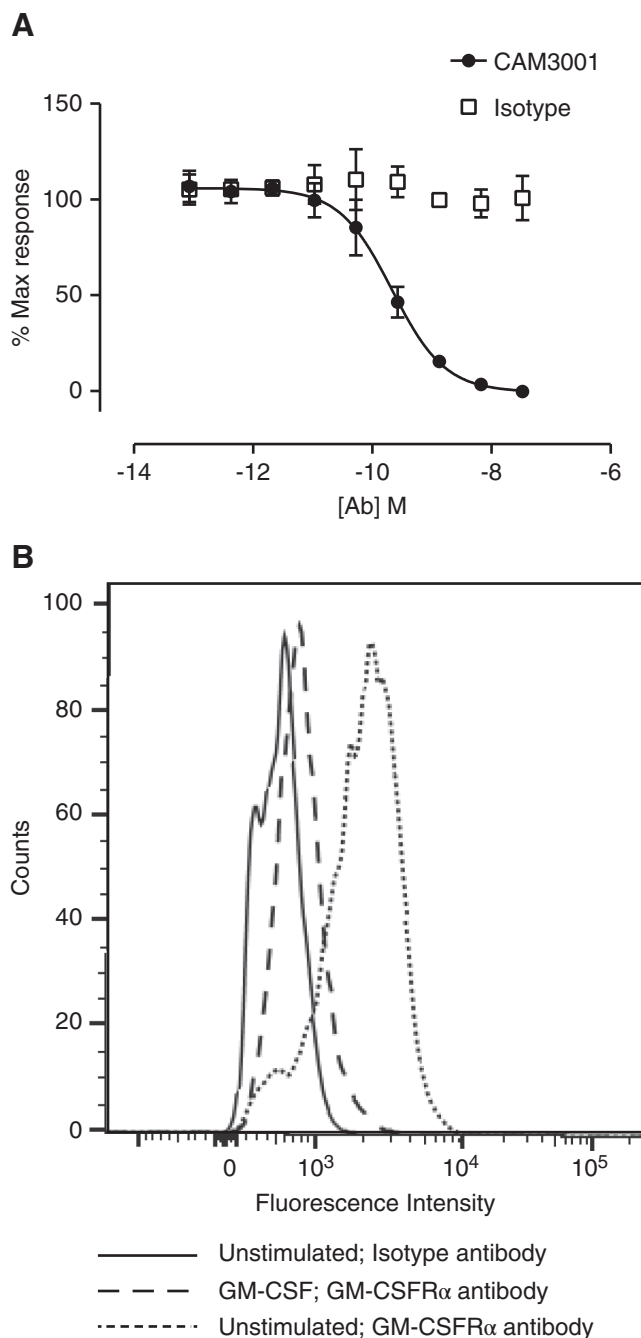 A
CAM3001
Isotype
150
100
50
0
% Max response
-14 -12 -10 -8 -6
[Ab] M
B
100
80
60
40
20
0
Counts
0 10³ 10⁴ 10⁵
Fluorescence Intensity
Unstimulated; Isotype antibody
GM-CSF; GM-CSFRα antibody
Unstimulated; GM-CSFRα antibody